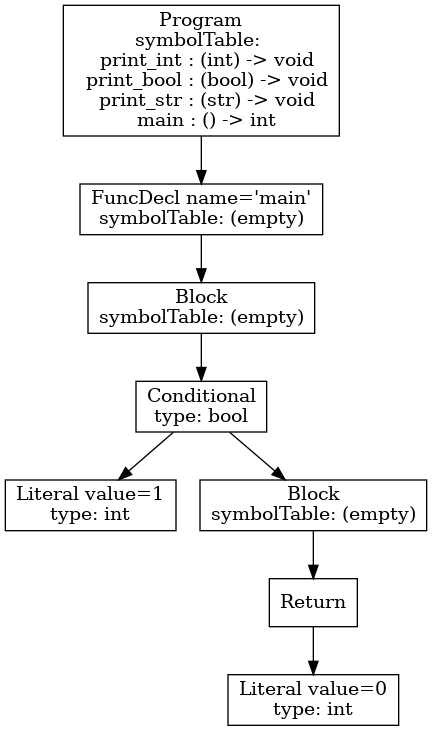 Program
symbolTable:
print_int : (int) -> void
print_bool : (bool) -> void
print_str : (str) -> void
main : () -> int
FuncDecl name='main'
symbolTable: (empty)
Block
symbolTable: (empty)
Conditional
type: bool
Literal value=1
type: int
Block
symbolTable: (empty)
Return
Literal value=0
type: int